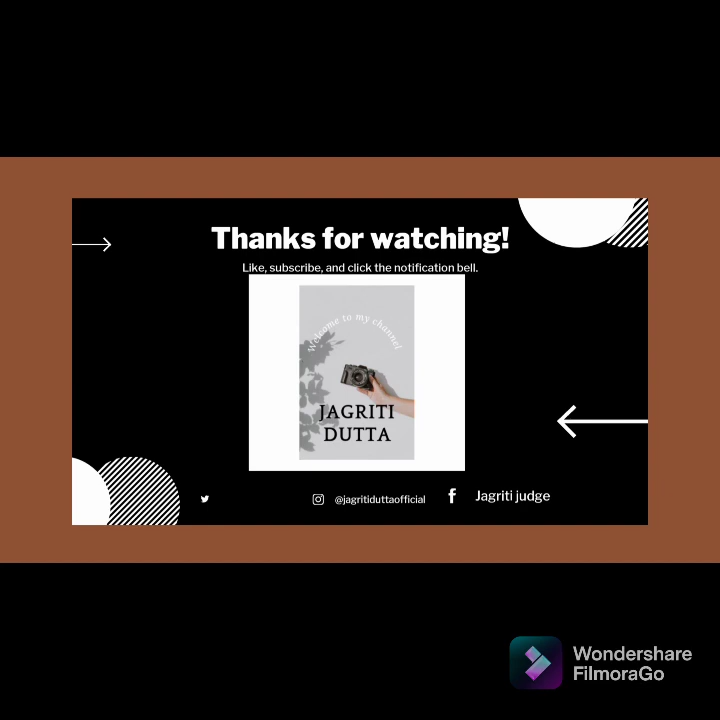 Thanks for watching!
Like, subscribe, and click the notification bell.
Welcome to my channel
JAGRITI
DUTTA
@jagritiduttaofficial
Jagriti judge
Wondershare
FilmoraGo